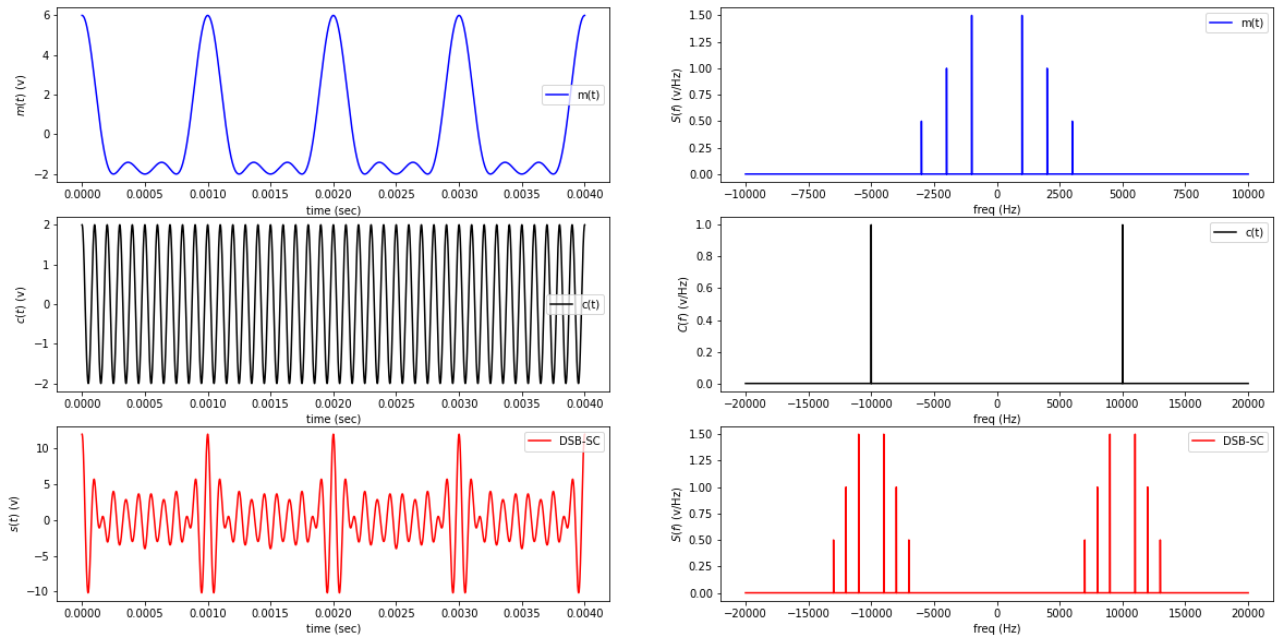 6
4
2
0
−2
m(t) (v)
m(t)
0.0000 0.0005 0.0010 0.0015 0.0020 0.0025 0.0030 0.0035 0.0040
time (sec)
1.50
1.25
1.00
0.75
0.50
0.25
0.00
S(f) (v/Hz)
m(t)
−10000 −7500 −5000 −2500 0 2500 5000 7500 10000
freq (Hz)
2
1
0
−1
−2
c(t) (v)
c(t)
0.0000 0.0005 0.0010 0.0015 0.0020 0.0025 0.0030 0.0035 0.0040
time (sec)
1.0
0.8
0.6
0.4
0.2
0.0
C(f) (v/Hz)
c(t)
−20000 −15000 −10000 −5000 0 5000 10000 15000 20000
freq (Hz)
10
5
0
−5
−10
s(t) (v)
DSB-SC
0.0000 0.0005 0.0010 0.0015 0.0020 0.0025 0.0030 0.0035 0.0040
time (sec)
1.50
1.25
1.00
0.75
0.50
0.25
0.00
S(f) (v/Hz)
DSB-SC
−20000 −15000 −10000 −5000 0 5000 10000 15000 20000
freq (Hz)